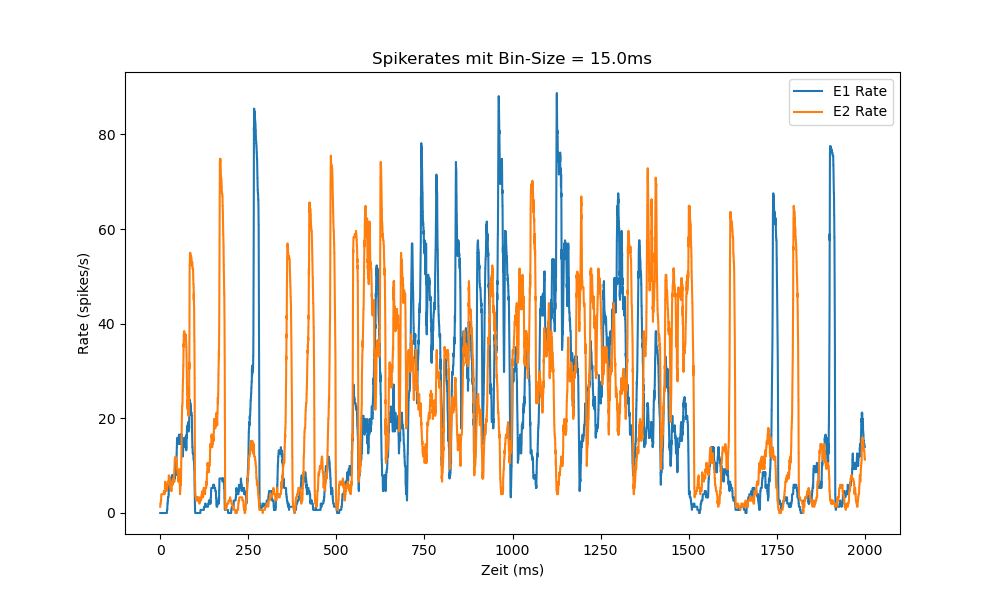 Spikerates mit Bin-Size = 15.0ms
E1 Rate
E2 Rate
Rate (spikes/s)
80
60
40
20
0
0 250 500 750 1000 1250 1500 1750 2000
Zeit (ms)